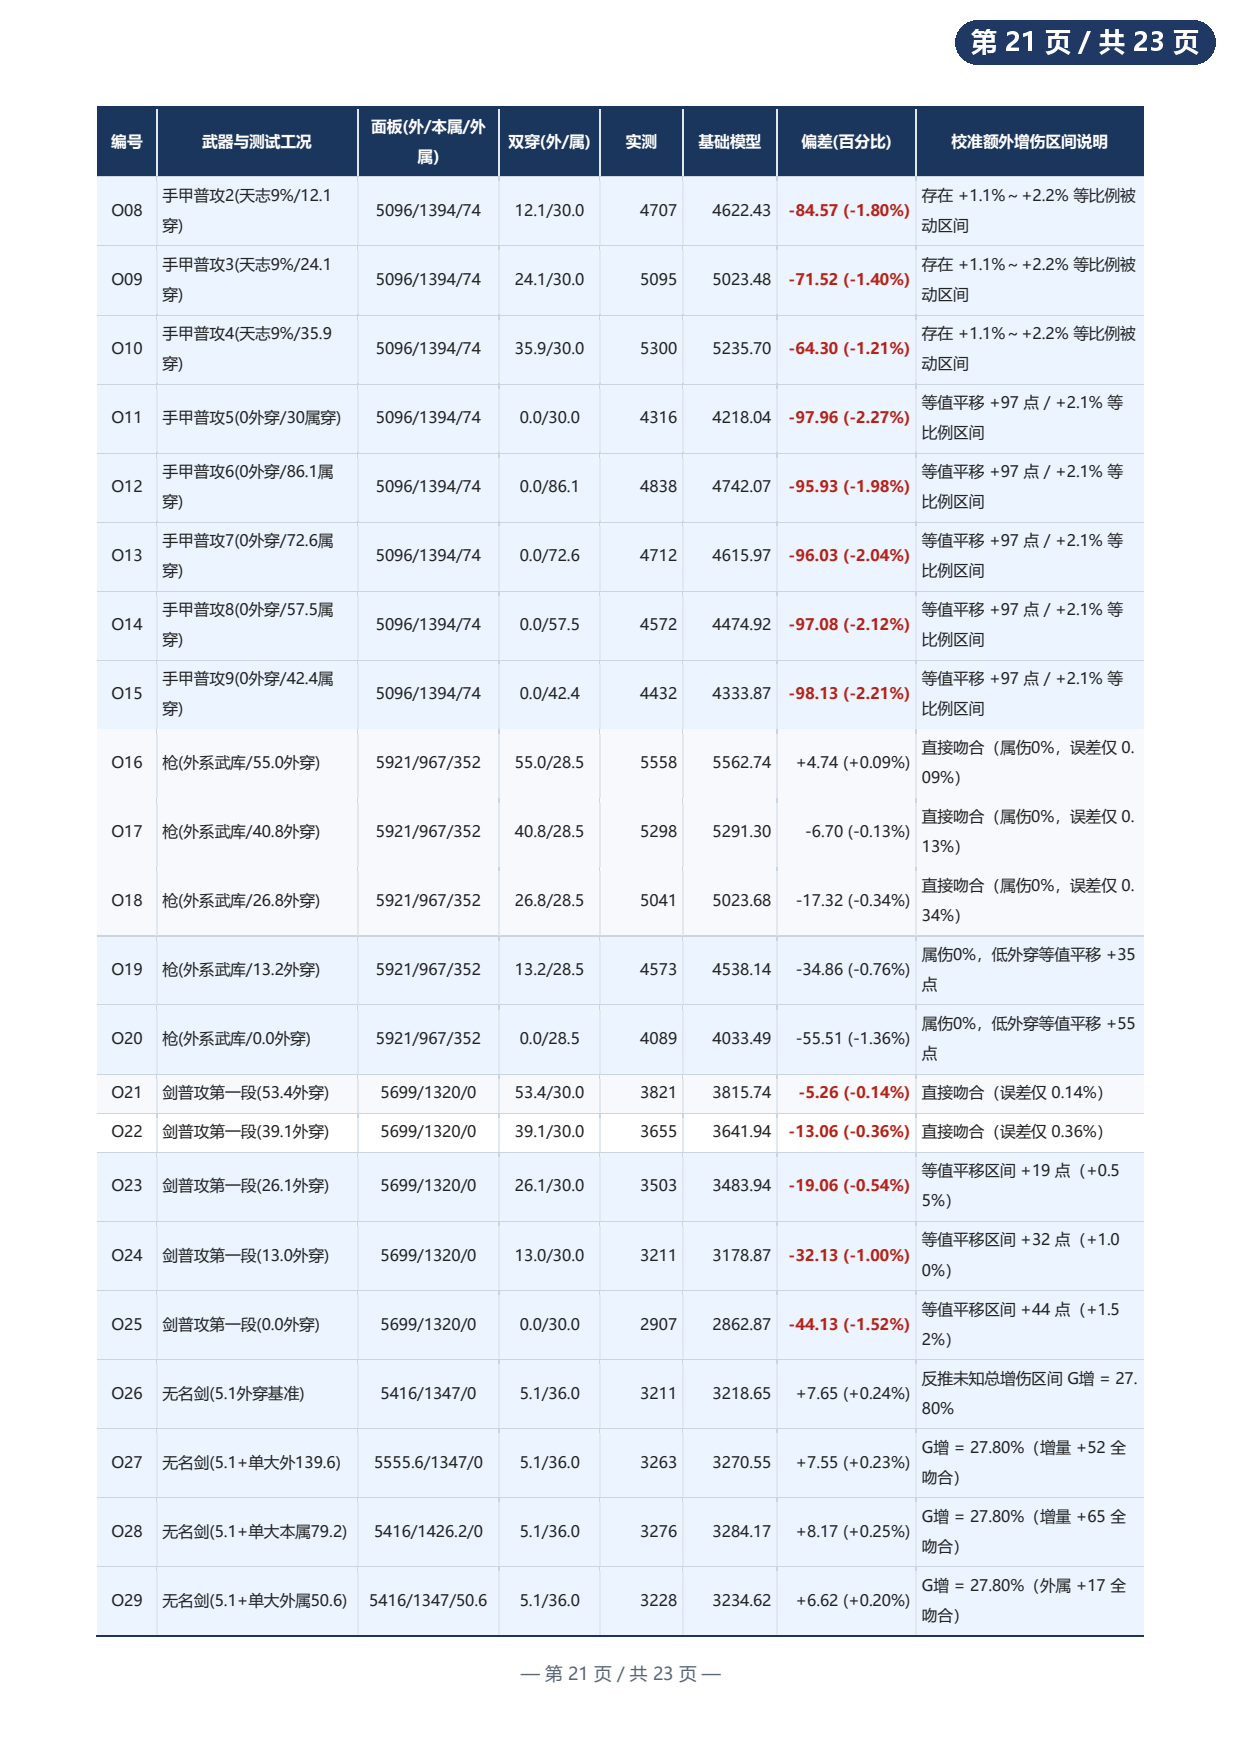 第 21 页 / 共 23 页
编号 武器与测试工况 面板(外/本属/外属) 双穿(外/属) 实测 基础模型 偏差(百分比) 校准额外增伤区间说明
O08 手甲普攻2(天志9%/12.1穿) 5096/1394/74 12.1/30.0 4707 4622.43 -84.57 (-1.80%) 存在 +1.1%~+2.2% 等比例被动区间
O09 手甲普攻3(天志9%/24.1穿) 5096/1394/74 24.1/30.0 5095 5023.48 -71.52 (-1.40%) 存在 +1.1%~+2.2% 等比例被动区间
O10 手甲普攻4(天志9%/35.9穿) 5096/1394/74 35.9/30.0 5300 5235.70 -64.30 (-1.21%) 存在 +1.1%~+2.2% 等比例被动区间
O11 手甲普攻5(0外穿/30属穿) 5096/1394/74 0.0/30.0 4316 4218.04 -97.96 (-2.27%) 等值平移 +97 点 / +2.1% 等比例区间
O12 手甲普攻6(0外穿/86.1属穿) 5096/1394/74 0.0/86.1 4838 4742.07 -95.93 (-1.98%) 等值平移 +97 点 / +2.1% 等比例区间
O13 手甲普攻7(0外穿/72.6属穿) 5096/1394/74 0.0/72.6 4712 4615.97 -96.03 (-2.04%) 等值平移 +97 点 / +2.1% 等比例区间
O14 手甲普攻8(0外穿/57.5属穿) 5096/1394/74 0.0/57.5 4572 4474.92 -97.08 (-2.12%) 等值平移 +97 点 / +2.1% 等比例区间
O15 手甲普攻9(0外穿/42.4属穿) 5096/1394/74 0.0/42.4 4432 4333.87 -98.13 (-2.21%) 等值平移 +97 点 / +2.1% 等比例区间
O16 枪(外系武库/55.0外穿) 5921/967/352 55.0/28.5 5558 5562.74 +4.74 (+0.09%) 直接吻合（属伤0%，误差仅 0.09%）
O17 枪(外系武库/40.8外穿) 5921/967/352 40.8/28.5 5298 5291.30 -6.70 (-0.13%) 直接吻合（属伤0%，误差仅 0.13%）
O18 枪(外系武库/26.8外穿) 5921/967/352 26.8/28.5 5041 5023.68 -17.32 (-0.34%) 直接吻合（属伤0%，误差仅 0.34%）
O19 枪(外系武库/13.2外穿) 5921/967/352 13.2/28.5 4573 4538.14 -34.86 (-0.76%) 属伤0%，低外穿等值平移 +35 点
O20 枪(外系武库/0.0外穿) 5921/967/352 0.0/28.5 4089 4033.49 -55.51 (-1.36%) 属伤0%，低外穿等值平移 +55 点
O21 剑普攻第一段(53.4外穿) 5699/1320/0 53.4/30.0 3821 3815.74 -5.26 (-0.14%) 直接吻合（误差仅 0.14%）
O22 剑普攻第一段(39.1外穿) 5699/1320/0 39.1/30.0 3655 3641.94 -13.06 (-0.36%) 直接吻合（误差仅 0.36%）
O23 剑普攻第一段(26.1外穿) 5699/1320/0 26.1/30.0 3503 3483.94 -19.06 (-0.54%) 等值平移区间 +19 点（+0.55%）
O24 剑普攻第一段(13.0外穿) 5699/1320/0 13.0/30.0 3211 3178.87 -32.13 (-1.00%) 等值平移区间 +32 点（+1.00%）
O25 剑普攻第一段(0.0外穿) 5699/1320/0 0.0/30.0 2907 2862.87 -44.13 (-1.52%) 等值平移区间 +44 点（+1.52%）
O26 无名剑(5.1外穿基准) 5416/1347/0 5.1/36.0 3211 3218.65 +7.65 (+0.24%) 反推未知总增伤区间 G增 = 27.80%
O27 无名剑(5.1+单大外139.6) 5555.6/1347/0 5.1/36.0 3263 3270.55 +7.55 (+0.23%) G增 = 27.80%（增量 +52 全吻合）
O28 无名剑(5.1+单大本属79.2) 5416/1426.2/0 5.1/36.0 3276 3284.17 +8.17 (+0.25%) G增 = 27.80%（增量 +65 全吻合）
O29 无名剑(5.1+单大外属50.6) 5416/1347/50.6 5.1/36.0 3228 3234.62 +6.62 (+0.20%) G增 = 27.80%（外属 +17 全吻合）
— 第 21 页 / 共 23 页 —